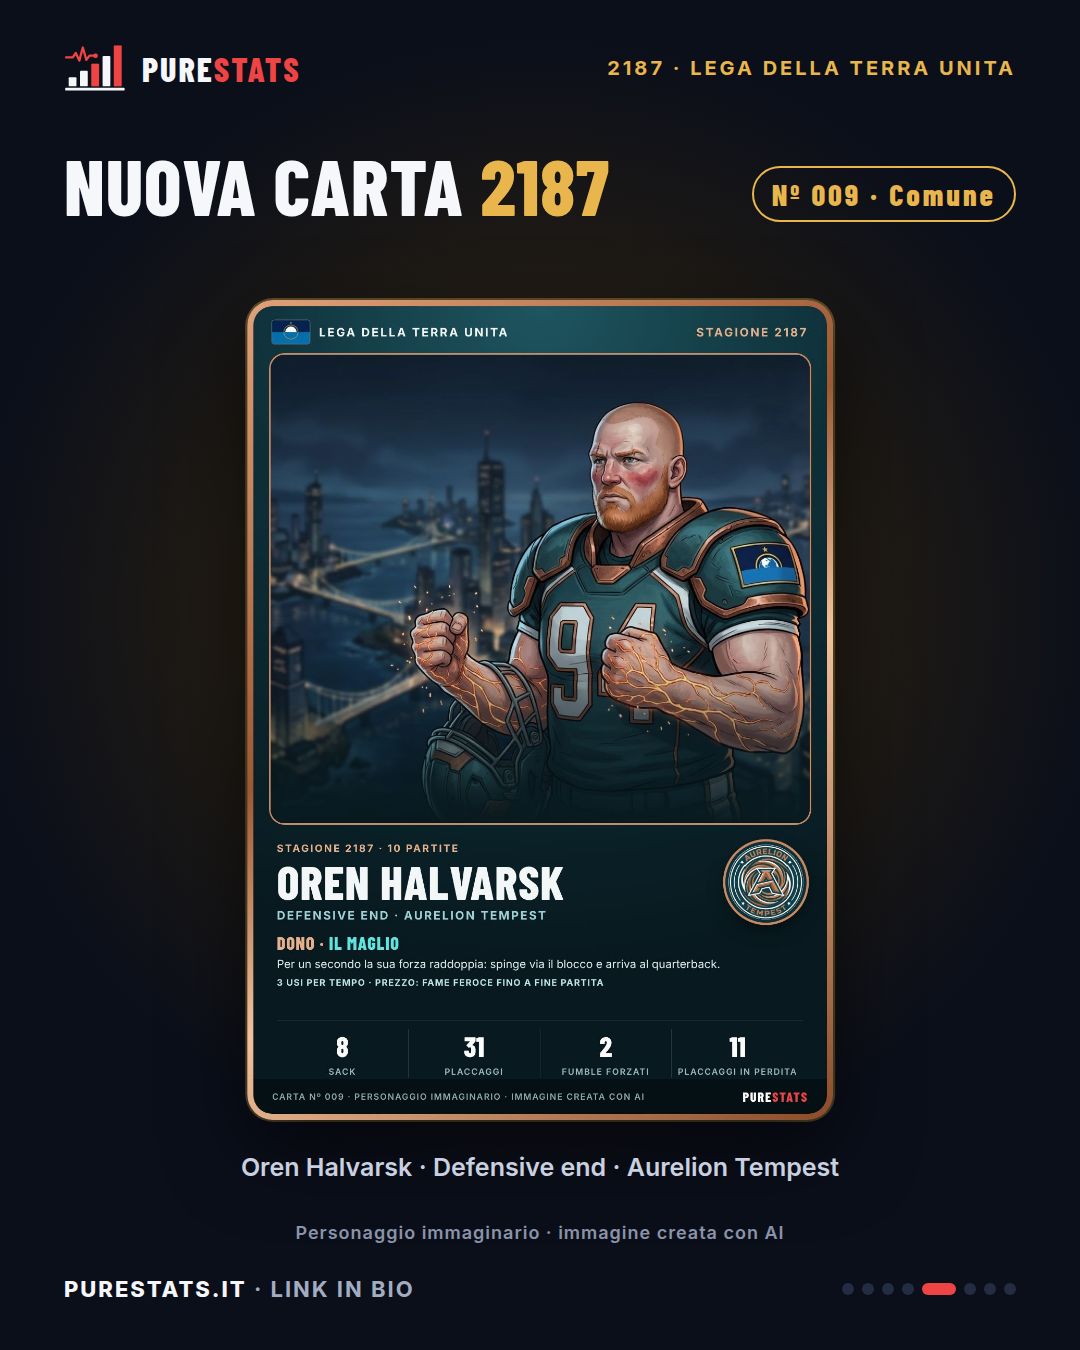 PURESTATS
2187 · LEGA DELLA TERRA UNITA
NUOVA CARTA 2187
Nº 009 · Comune
LEGA DELLA TERRA UNITA
STAGIONE 2187
94
STAGIONE 2187 · 10 PARTITE
OREN HALVARSK
DEFENSIVE END · AURELION TEMPEST
AURELION
A
TEMPEST
DONO · IL MAGLIO
Per un secondo la sua forza raddoppia: spinge via il blocco e arriva al quarterback.
3 USI PER TEMPO · PREZZO: FAME FEROCE FINO A FINE PARTITA
8
SACK
31
PLACCAGGI
2
FUMBLE FORZATI
11
PLACCAGGI IN PERDITA
CARTA Nº 009 · PERSONAGGIO IMMAGINARIO · IMMAGINE CREATA CON AI
PURESTATS
Oren Halvarsk · Defensive end · Aurelion Tempest
Personaggio immaginario · immagine creata con AI
PURESTATS.IT · LINK IN BIO